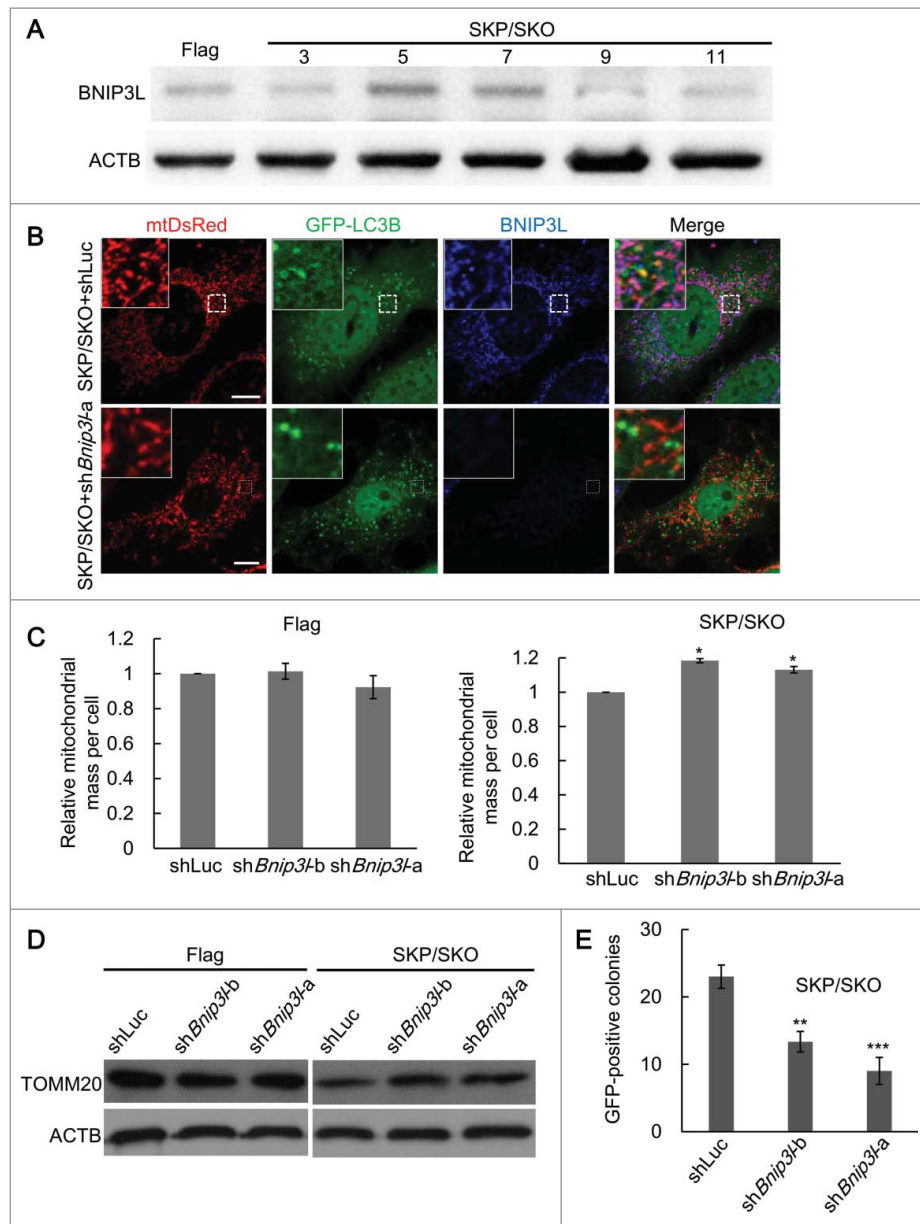 A
SKP/SKO
Flag
3 5 7 9 11
BNIP3L
ACTB
B
mtDsRed GFP-LC3B BNIP3L Merge
SKP/SKO+shLuc
SKP/SKO+shBnip3l-a
C
Flag
Relative mitochondrial
mass per cell
1.2
1
0.8
0.6
0.4
0.2
0
shLuc shBnip3l-b shBnip3l-a
SKP/SKO
Relative mitochondrial
mass per cell
1.2
1
0.8
0.6
0.4
0.2
0
* *
shLuc shBnip3l-b shBnip3l-a
D
Flag SKP/SKO
shLuc shBnip3l-b shBnip3l-a shLuc shBnip3l-b shBnip3l-a
TOMM20
ACTB
E
GFP-positive colonies
30
20
10
0
SKP/SKO
** ***
shLuc shBnip3l-b shBnip3l-a